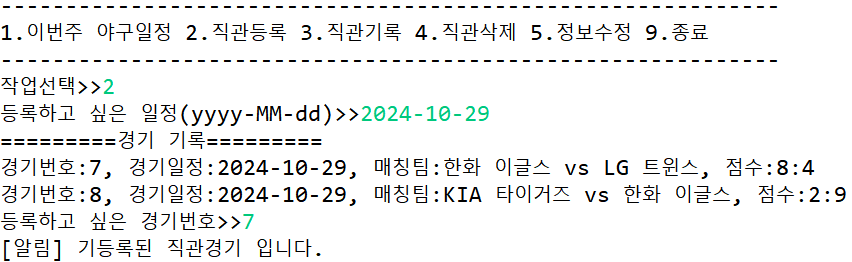 ------------------------------------------------------------
1.이번주 야구일정 2.직관등록 3.직관기록 4.직관삭제 5.정보수정 9.종료
------------------------------------------------------------
작업선택>>2
등록하고 싶은 일정(yyyy-MM-dd)>>2024-10-29
=========경기 기록=========
경기번호:7, 경기일정:2024-10-29, 매칭팀:한화 이글스 vs LG 트윈스, 점수:8:4
경기번호:8, 경기일정:2024-10-29, 매칭팀:KIA 타이거즈 vs 한화 이글스, 점수:2:9
등록하고 싶은 경기번호>>7
[알림] 기등록된 직관경기 입니다.